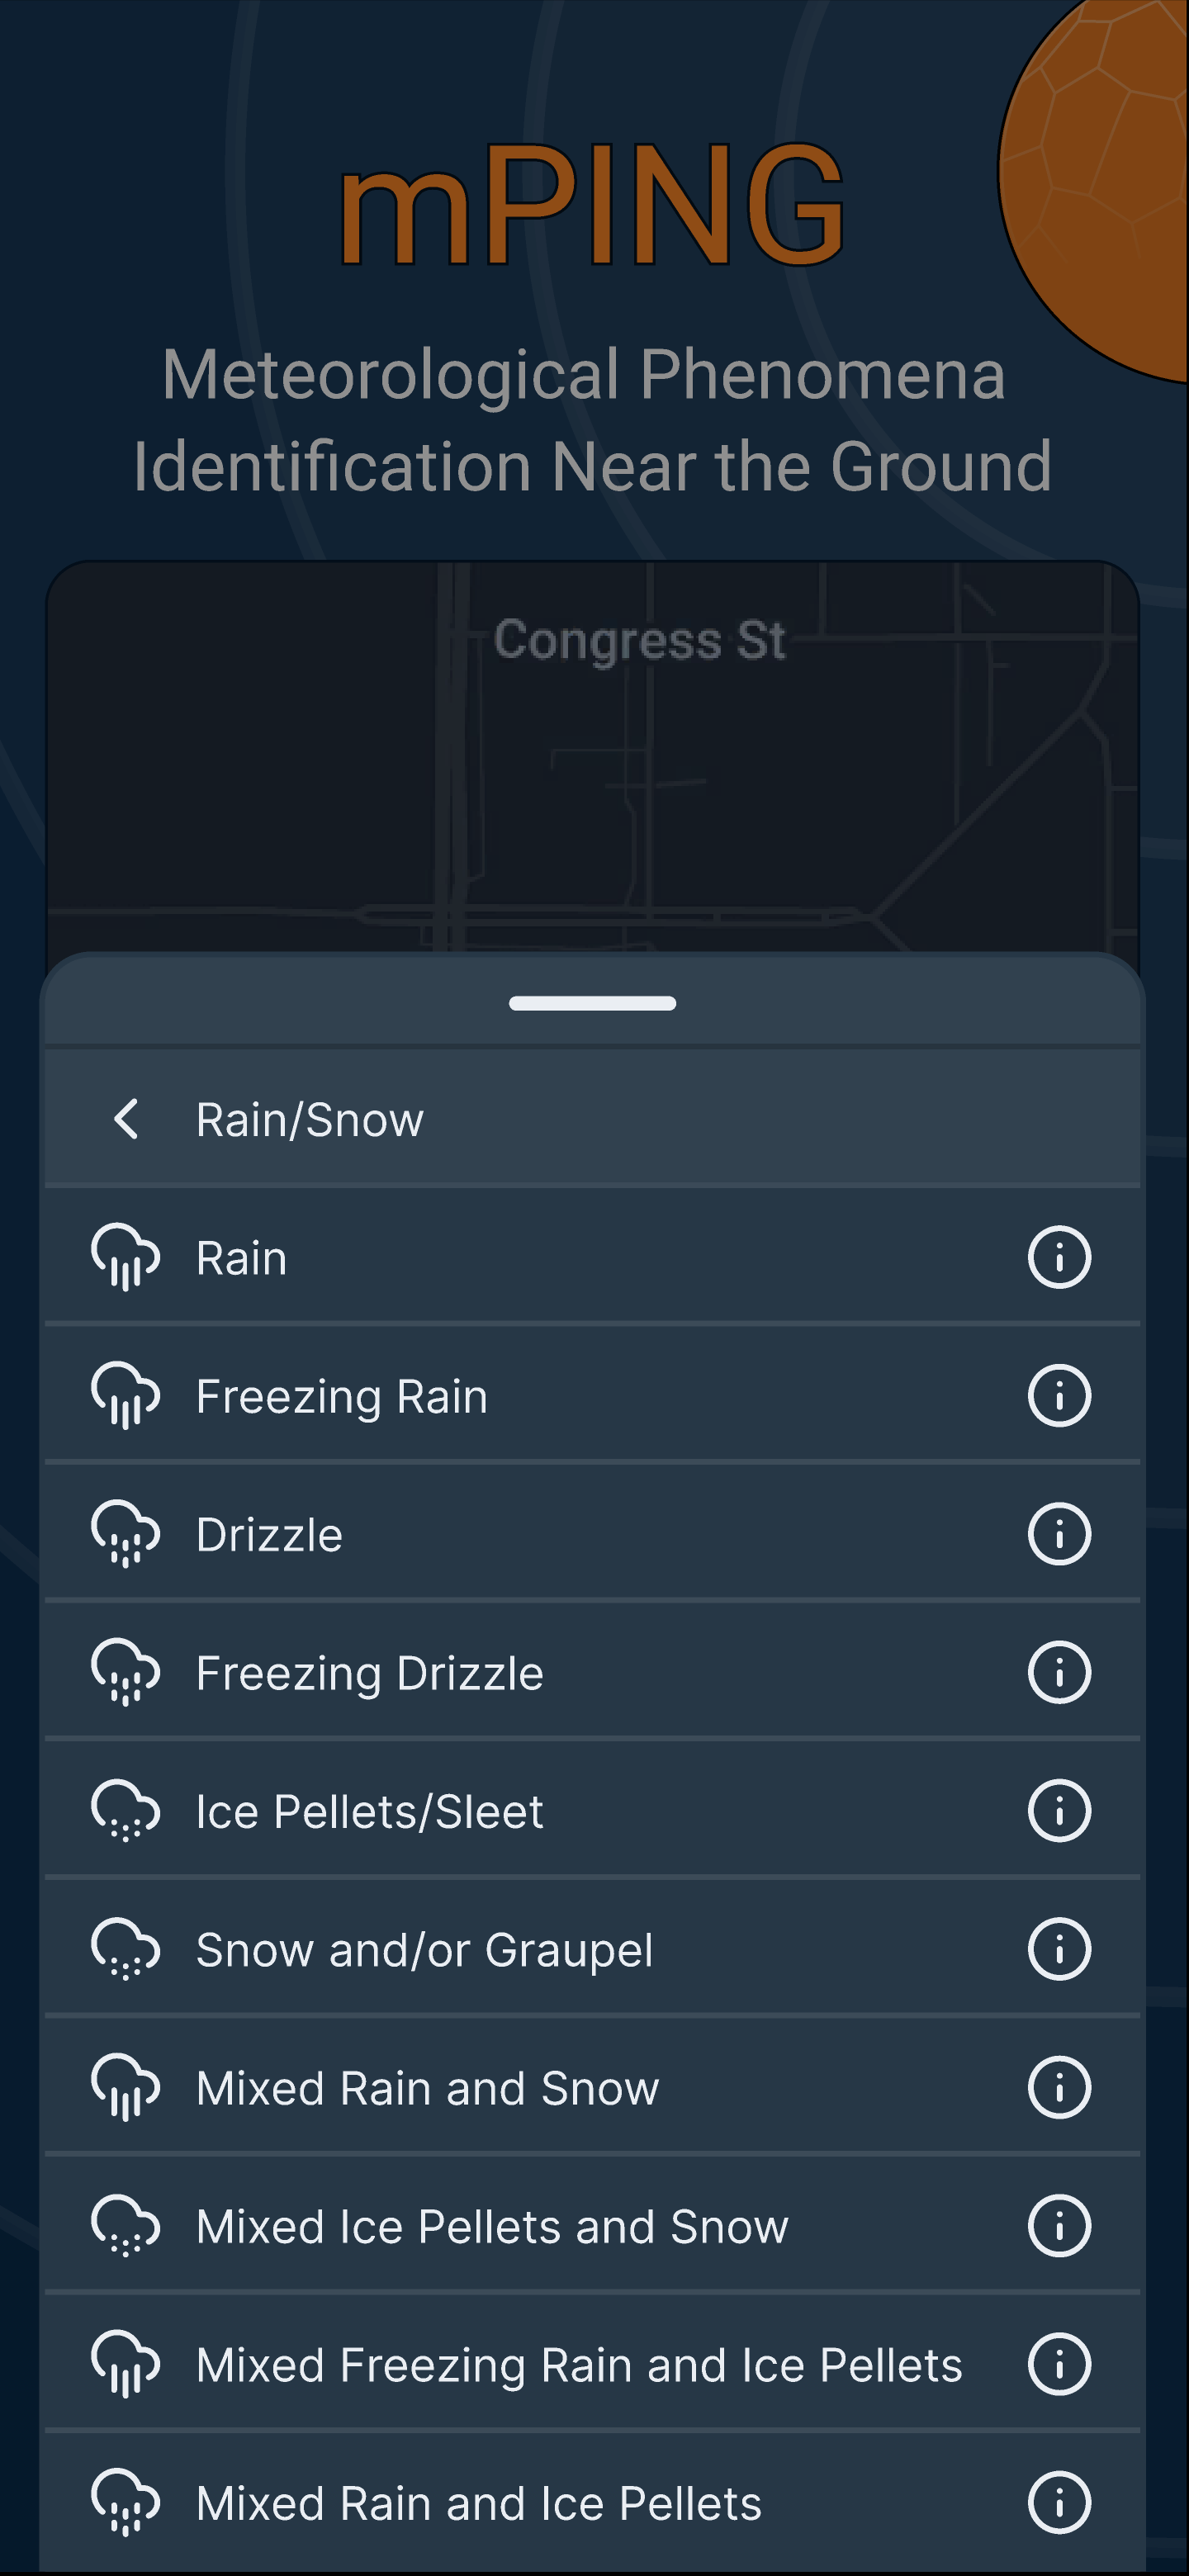 mPING
Meteorological Phenomena
Identification Near the Ground
Congress St
Rain/Snow
Rain
Freezing Rain
Drizzle
Freezing Drizzle
Ice Pellets/Sleet
Snow and/or Graupel
Mixed Rain and Snow
Mixed Ice Pellets and Snow
Mixed Freezing Rain and Ice Pellets
Mixed Rain and Ice Pellets